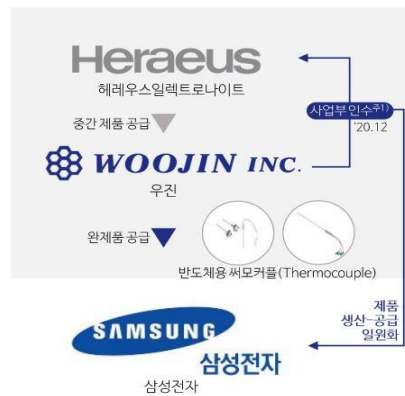 Heraeus
헤레우스일렉트로나이트
중간 제품 공급
사업부 인수주1)
'20.12
WOOJIN INC.
우진
완제품 공급
반도체용 써모커플(Thermocouple)
제품
생산-공급
일원화
SAMSUNG
삼성전자
삼성전자